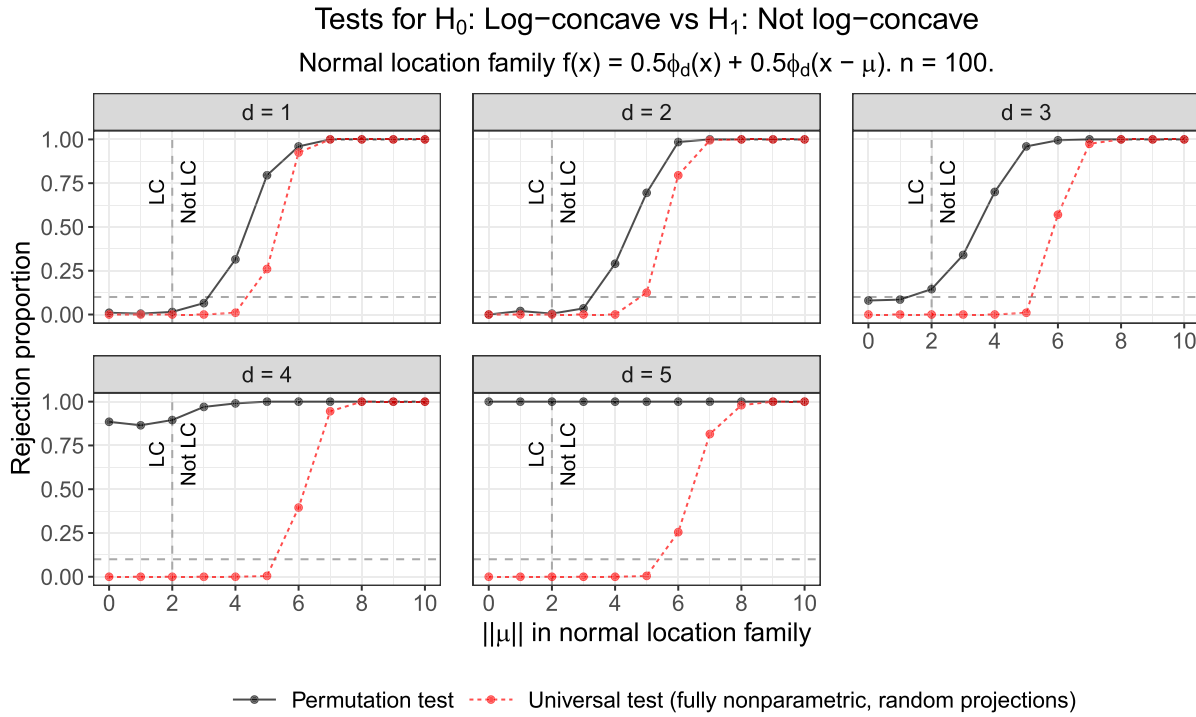 Tests for H₀: Log−concave vs H₁: Not log−concave
Normal location family f(x) = 0.5ϕd(x) + 0.5ϕd(x − μ). n = 100.
d = 1
d = 2
d = 3
1.00
0.75
0.50
0.25
0.00
LC
Not LC
LC
Not LC
LC
Not LC
0 2 4 6 8 10
Rejection proportion
d = 4
d = 5
1.00
0.75
0.50
0.25
0.00
LC
Not LC
LC
Not LC
0 2 4 6 8 10
0 2 4 6 8 10
||μ|| in normal location family
Permutation test
Universal test (fully nonparametric, random projections)